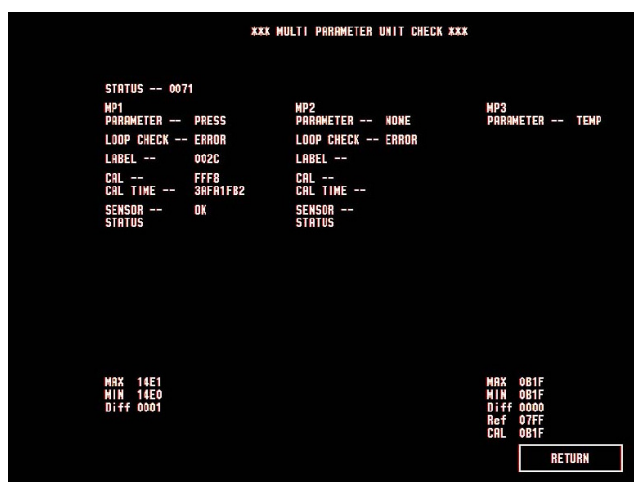 *** MULTI PARAMETER UNIT CHECK ***
STATUS -- 0071
MP1 MP2 MP3
PARAMETER -- PRESS PARAMETER -- NONE PARAMETER -- TEMP
LOOP CHECK -- ERROR LOOP CHECK -- ERROR
LABEL -- 002C LABEL --
CAL -- FFF8 CAL --
CAL TIME -- 3AFA1FB2 CAL TIME --
SENSOR -- OK SENSOR --
STATUS STATUS
MAX 14E1 MAX 0B1F
MIN 14E0 MIN 0B1F
Diff 0001 Diff 0000
Ref 07FF
CAL 0B1F
RETURN